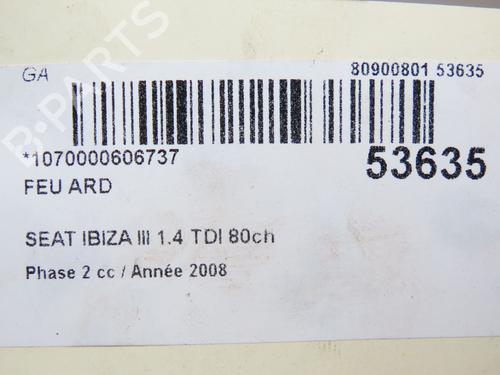 GA
80900801 53635
*1070000606737
53635
FEU ARD
SEAT IBIZA III 1.4 TDI 80ch
Phase 2 cc / Année 2008
B-PARTS